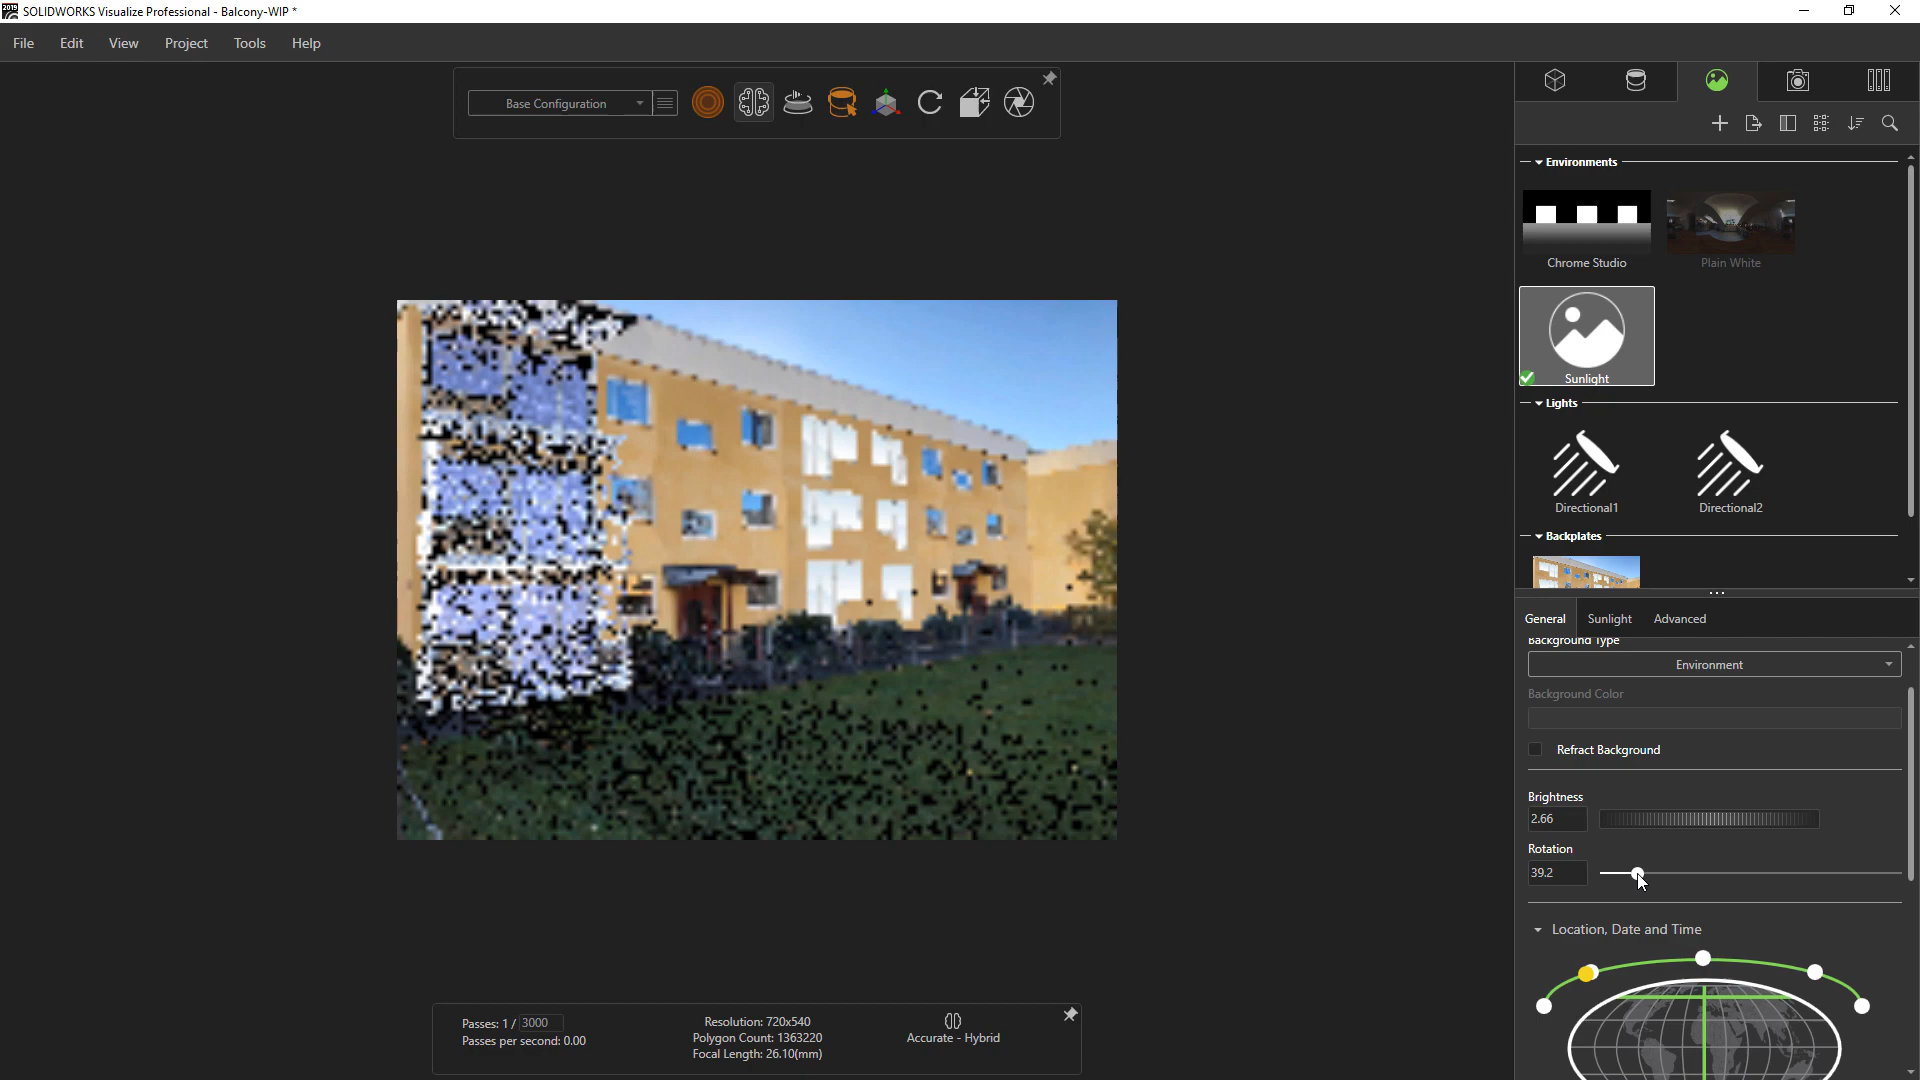 2019
SOLIDWORKS Visualize Professional - Balcony-WIP *
File Edit View Project Tools Help
Base Configuration
Environments
Chrome Studio
Plain White
Sunlight
Lights
Directional1
Directional2
Backplates
General Sunlight Advanced
Background Type
Environment
Background Color
Refract Background
Brightness
2.66
Rotation
39.2
Location, Date and Time
Passes: 1 / 3000
Passes per second: 0.00
Resolution: 720x540
Polygon Count: 1363220
Focal Length: 26.10(mm)
Accurate - Hybrid